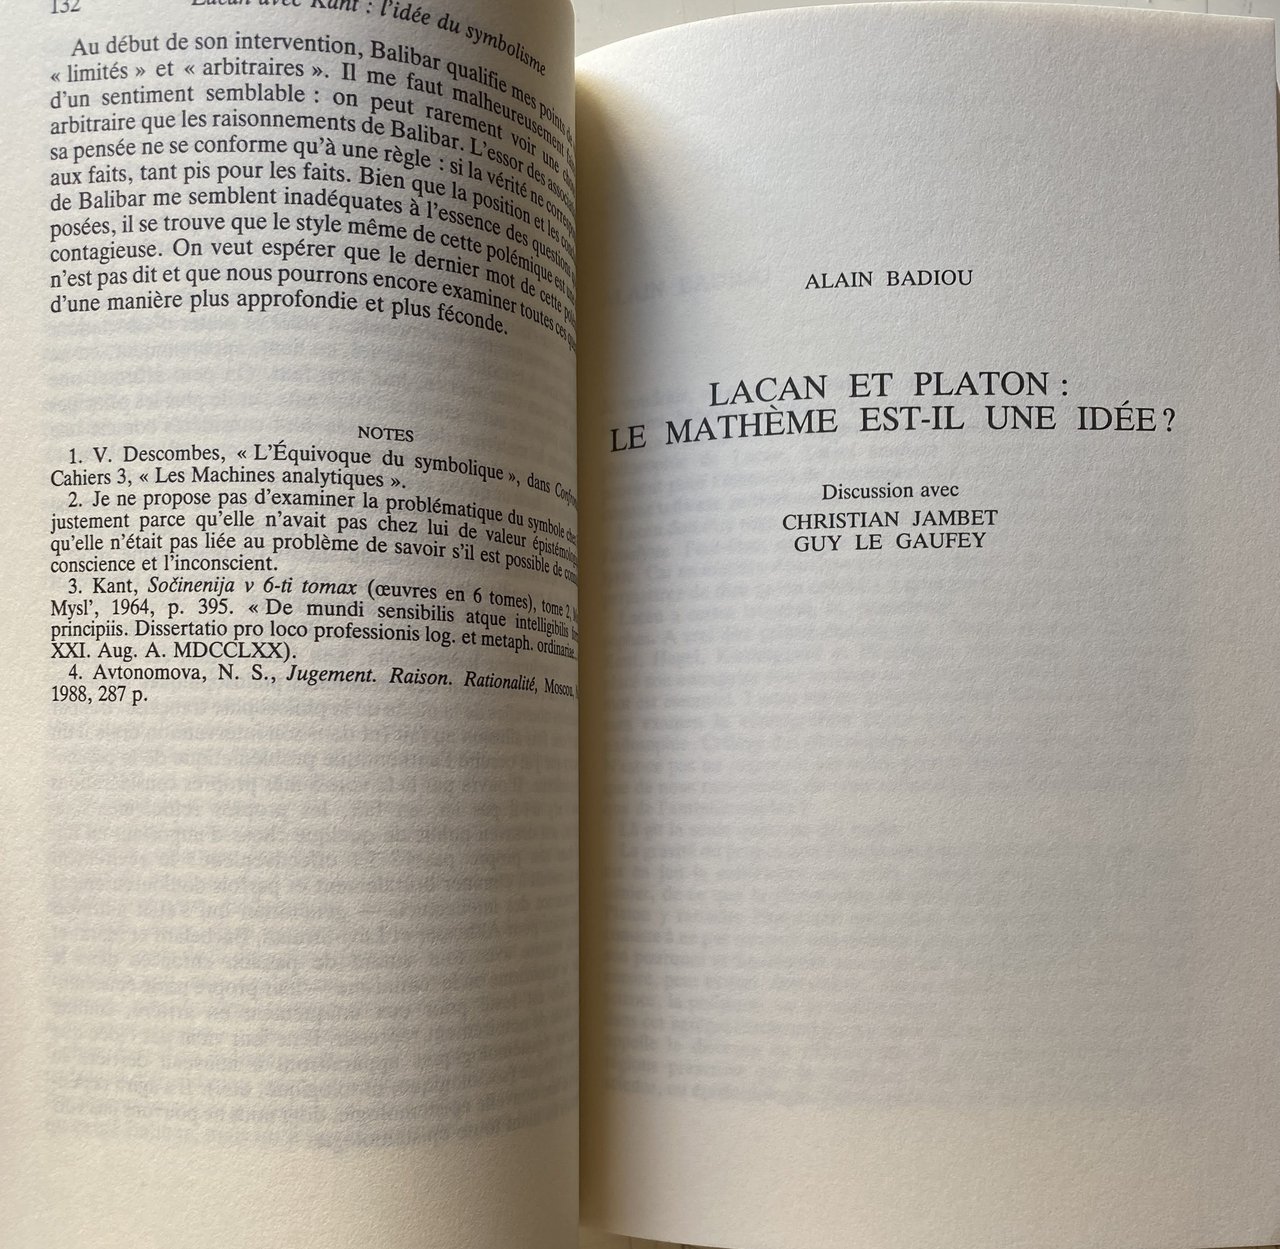 132
Lacan avec Kant : l'idée du symbolisme
Au début de son intervention, Balibar qualifie mes points de
« limités » et « arbitraires ». Il me faut malheureusement
d'un sentiment semblable : on peut rarement voir une chose
arbitraire que les raisonnements de Balibar. L'essor des
sa pensée ne se conforme qu'à une règle : si la vérité ne
aux faits, tant pis pour les faits. Bien que la position et les
de Balibar me semblent inadéquates à l'essence des questions
posées, il se trouve que le style même de cette polémique est
contagieuse. On veut espérer que le dernier mot de cette
n'est pas dit et que nous pourrons encore examiner toutes ces
d'une manière plus approfondie et plus féconde.
NOTES
1. V. Descombes, « L'Équivoque du symbolique », dans
Cahiers 3, « Les Machines analytiques ».
2. Je ne propose pas d'examiner la problématique du symbole
justement parce qu'elle n'avait pas chez lui de valeur
qu'elle n'était pas liée au problème de savoir s'il est possible de
conscience et l'inconscient.
3. Kant, Sočinenija v 6-ti tomax (œuvres en 6 tomes), tome 2,
Mysl', 1964, p. 395. « De mundi sensibilis atque intelligibilis
principiis. Dissertatio pro loco professionis log. et metaph. ordinariae...
XXI. Aug. A. MDCCLXX).
4. Avtonomova, N. S., Jugement. Raison. Rationalité, Moscou,
1988, 287 p.
ALAIN BADIOU
LACAN ET PLATON :
LE MATHÈME EST-IL UNE IDÉE ?
Discussion avec
CHRISTIAN JAMBET
GUY LE GAUFEY